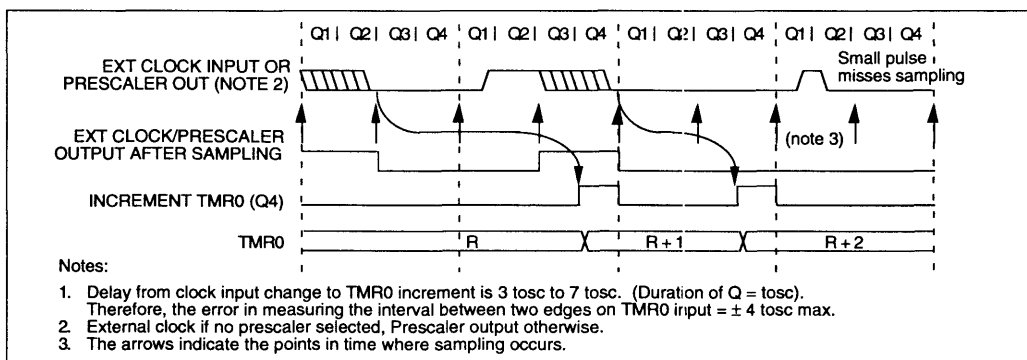 Q1 | Q2 | Q3 | Q4 | Q1 | Q2 | Q3 | Q4 | Q1 | Q2 | Q3 | Q4 | Q1 | Q2 | Q3 | Q4
EXT CLOCK INPUT OR
PRESCALER OUT (NOTE 2)
Small pulse
misses sampling
EXT CLOCK/PRESCALER
OUTPUT AFTER SAMPLING
(note 3)
INCREMENT TMR0 (Q4)
TMR0 R R + 1 R + 2
Notes:
1. Delay from clock input change to TMR0 increment is 3 tosc to 7 tosc. (Duration of Q = tosc).
Therefore, the error in measuring the interval between two edges on TMR0 input = ± 4 tosc max.
2. External clock if no prescaler selected, Prescaler output otherwise.
3. The arrows indicate the points in time where sampling occurs.